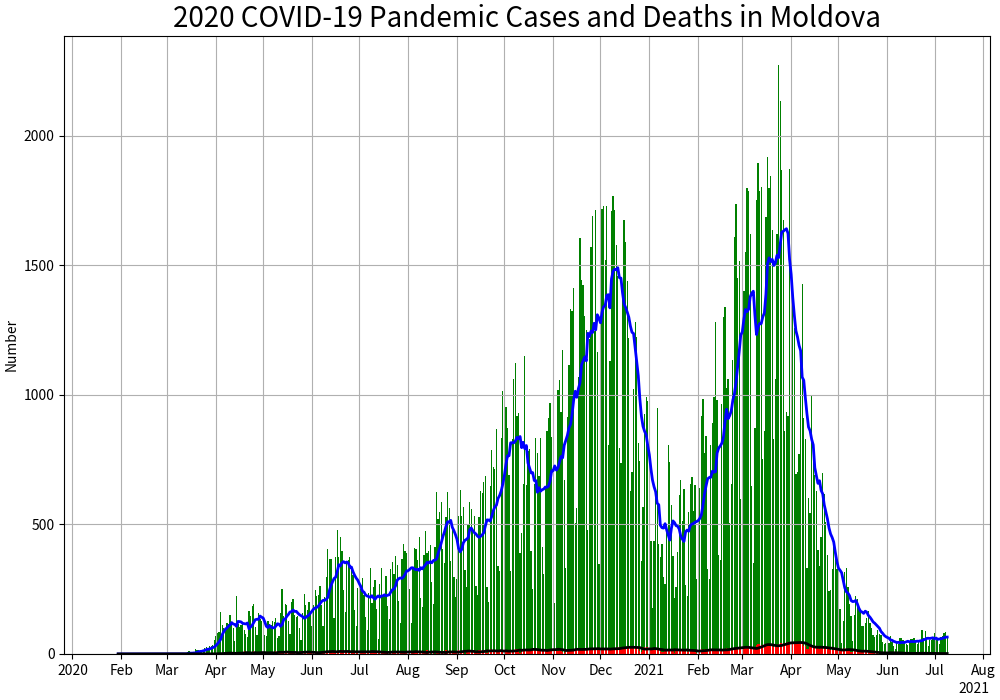 2020 COVID-19 Pandemic Cases and Deaths in Moldova
Number
2000
1500
1000
500
0
2020 Feb Mar Apr May Jun Jul Aug Sep Oct Nov Dec 2021 Feb Mar Apr May Jun Jul Aug
2021